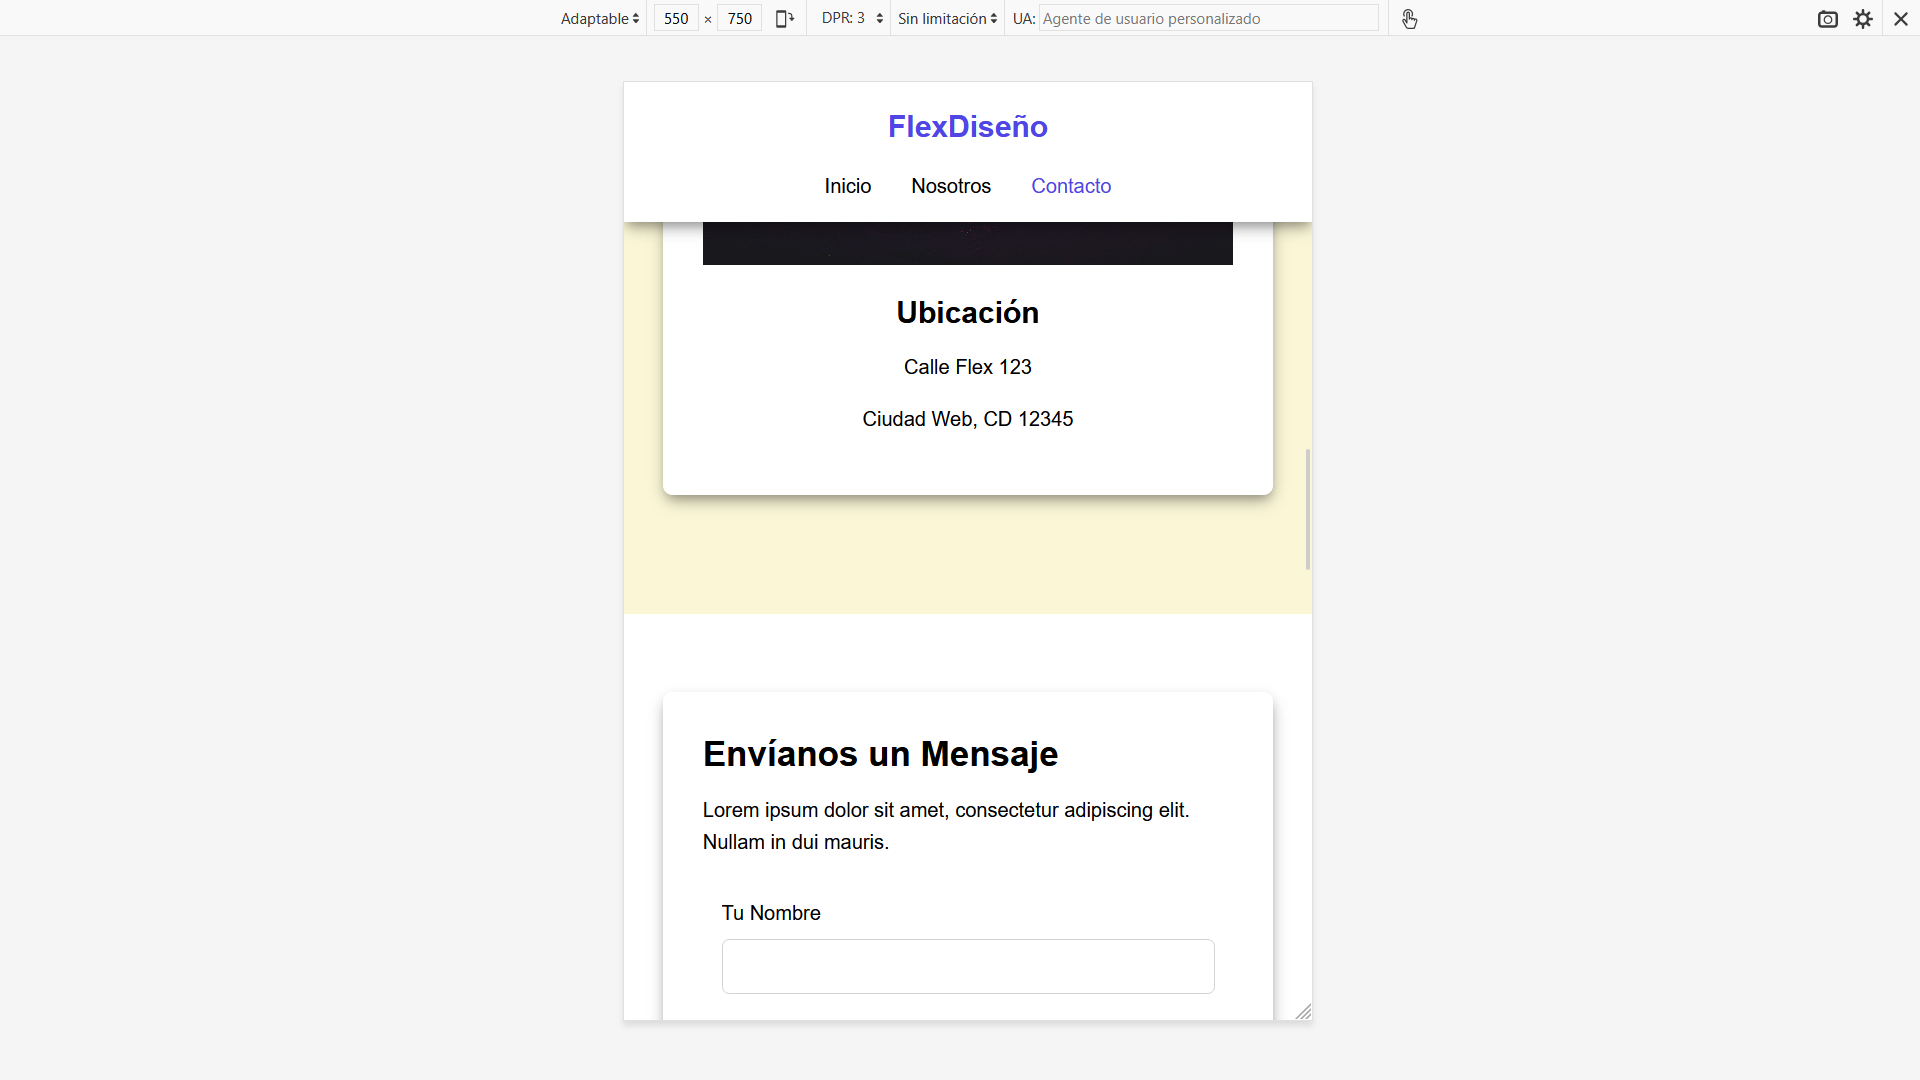 Adaptable 550 × 750 DPR: 3 Sin limitación UA: Agente de usuario personalizado
FlexDiseño
Inicio Nosotros Contacto
Ubicación
Calle Flex 123
Ciudad Web, CD 12345
Envíanos un Mensaje
Lorem ipsum dolor sit amet, consectetur adipiscing elit.
Nullam in dui mauris.
Tu Nombre